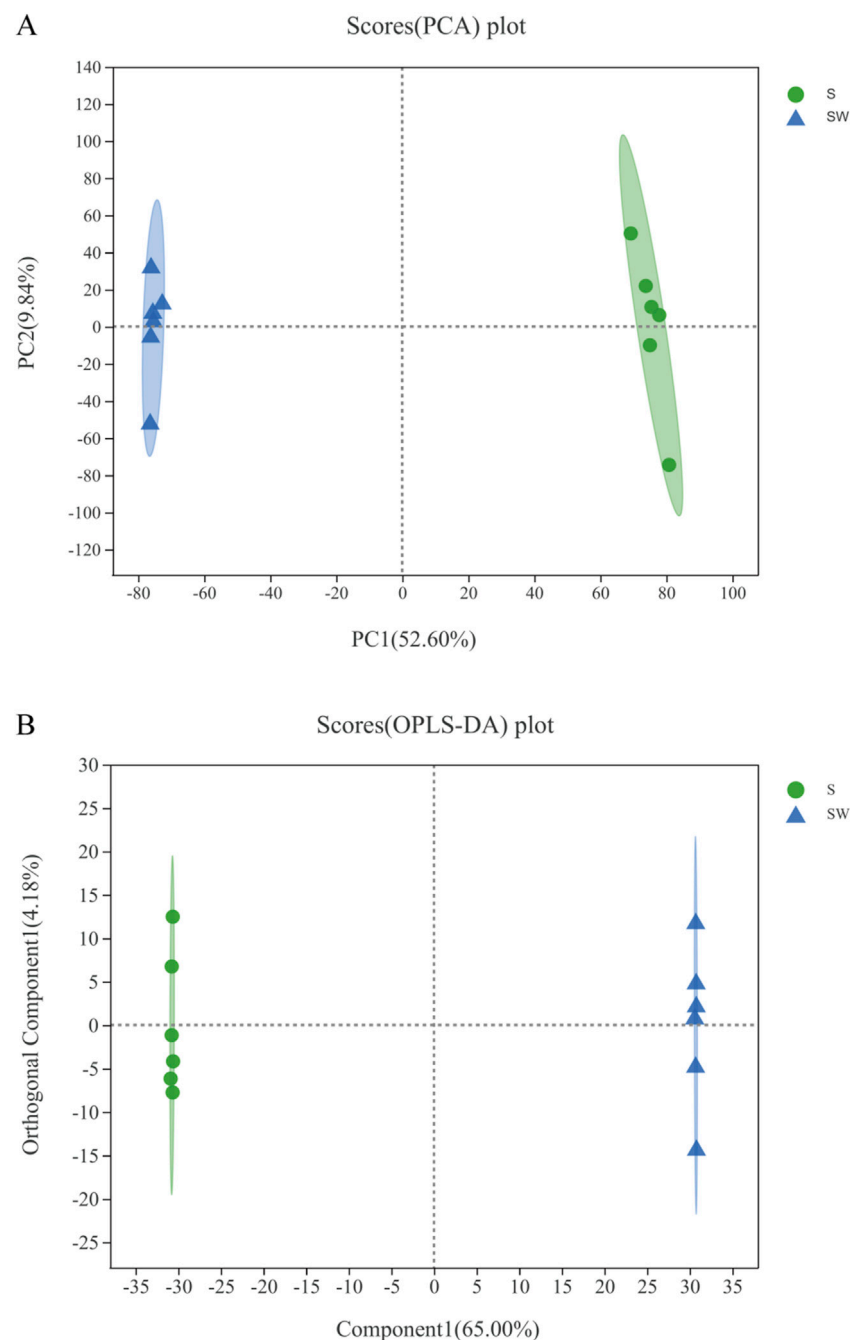 A
Scores(PCA) plot
S
SW
PC2(9.84%)
140
120
100
80
60
40
20
0
-20
-40
-60
-80
-100
-120
-80 -60 -40 -20 0 20 40 60 80 100
PC1(52.60%)
B
Scores(OPLS-DA) plot
S
SW
Orthogonal Component1(4.18%)
30
25
20
15
10
5
0
-5
-10
-15
-20
-25
-35 -30 -25 -20 -15 -10 -5 0 5 10 15 20 25 30 35
Component1(65.00%)